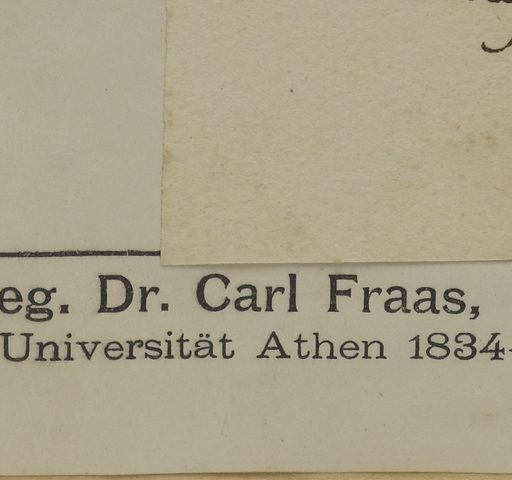 eg. Dr. Carl Fraas,
Universität Athen 1834-